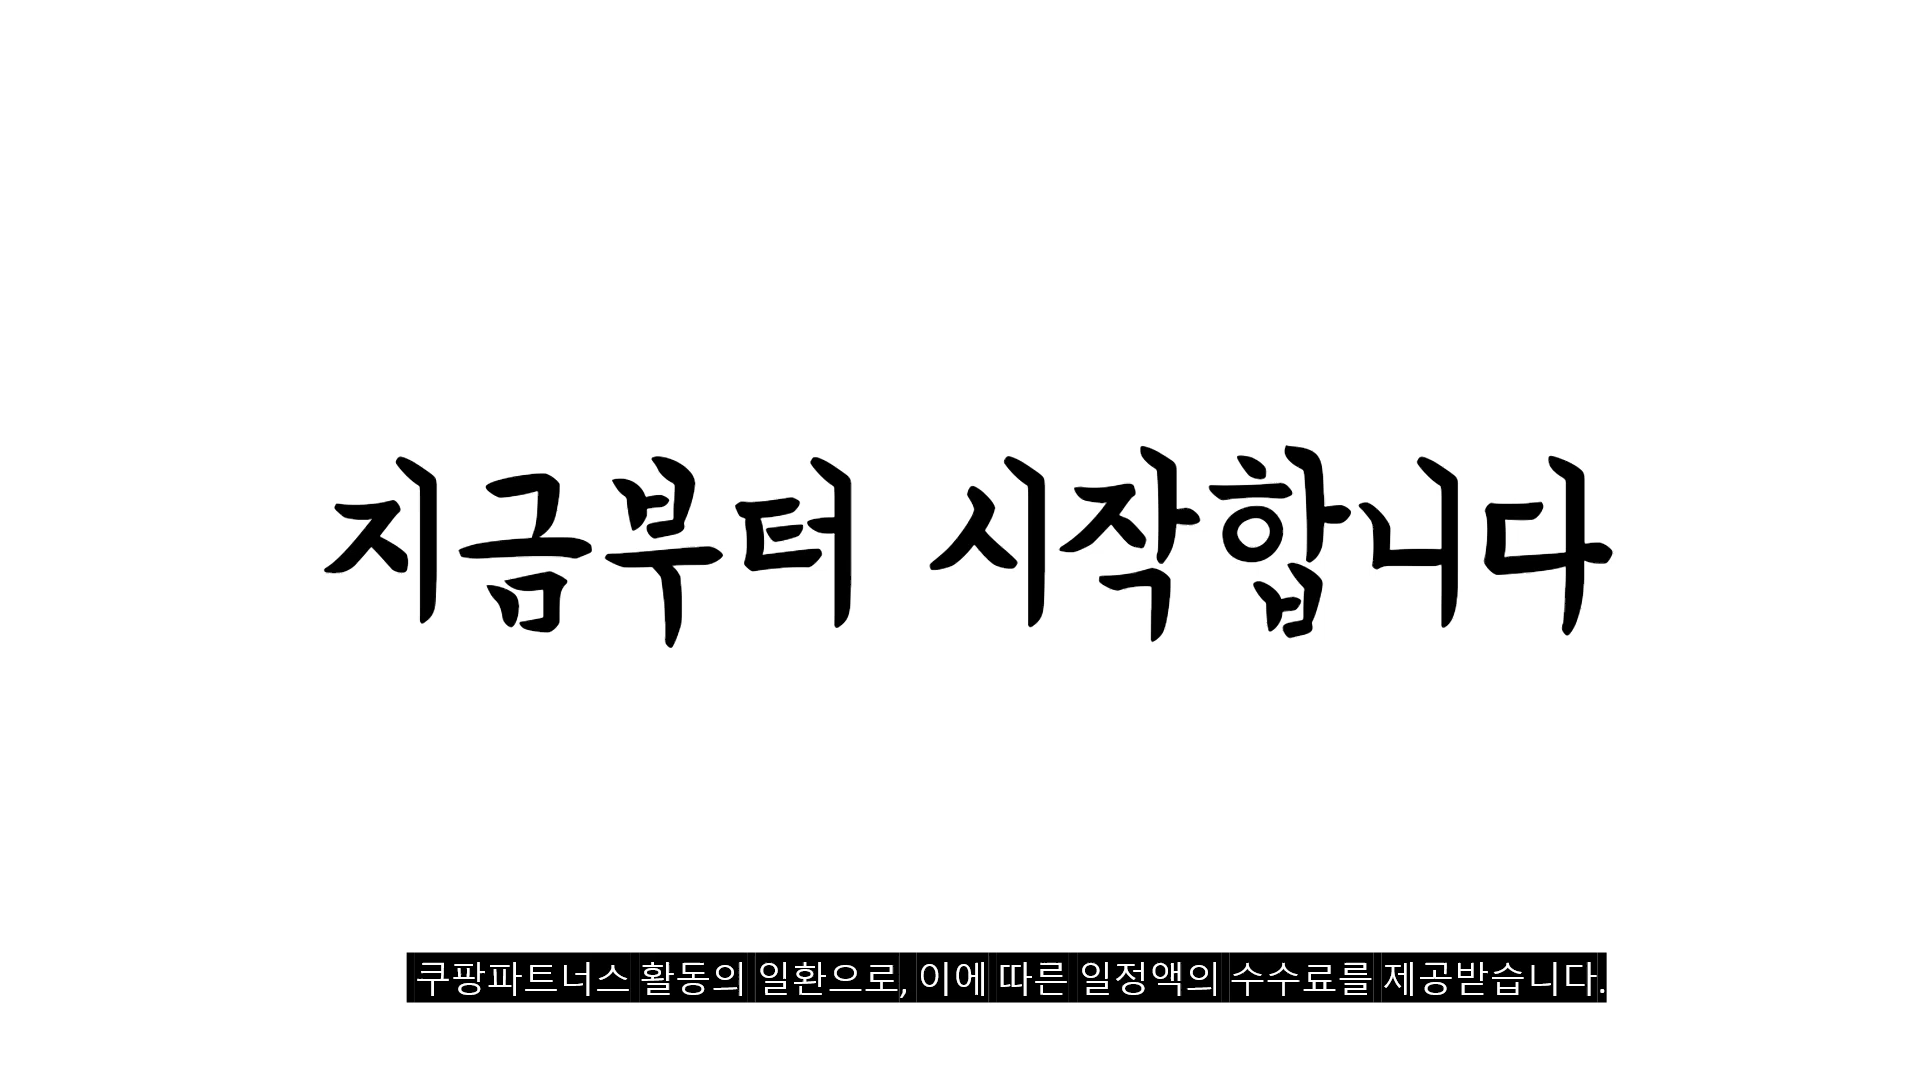 지금부터 시작합니다
쿠팡파트너스 활동의 일환으로, 이에 따른 일정액의 수수료를 제공받습니다.